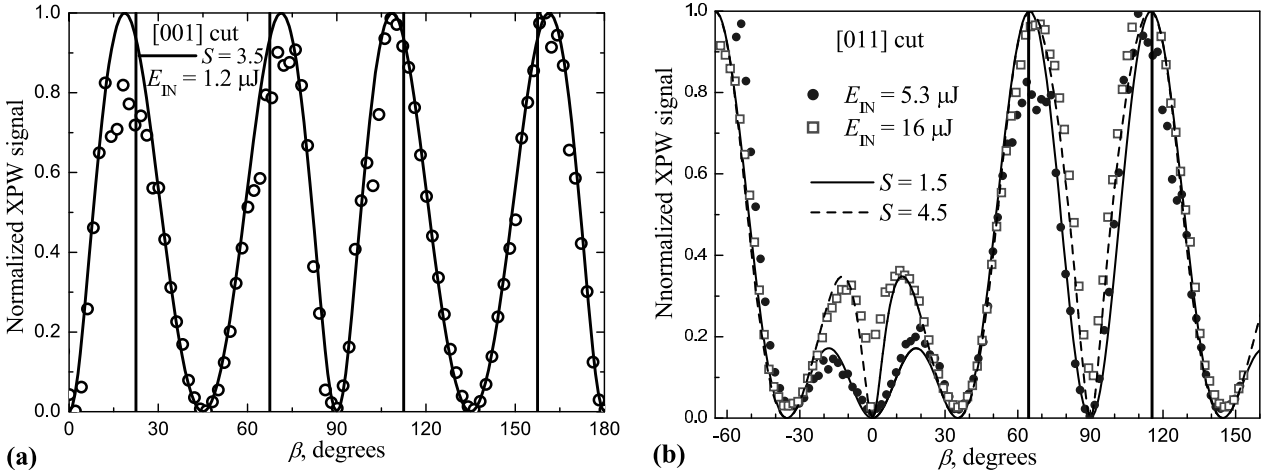 Normalized XPW signal
1.0
0.8
0.6
0.4
0.2
0.0
[001] cut
S = 3.5
E_IN = 1.2 μJ
0 30 60 90 120 150 180
β, degrees
(a)
Nnormalized XPW signal
1.0
0.8
0.6
0.4
0.2
0.0
[011] cut
E_IN = 5.3 μJ
E_IN = 16 μJ
S = 1.5
S = 4.5
-60 -30 0 30 60 90 120 150
β, degrees
(b)